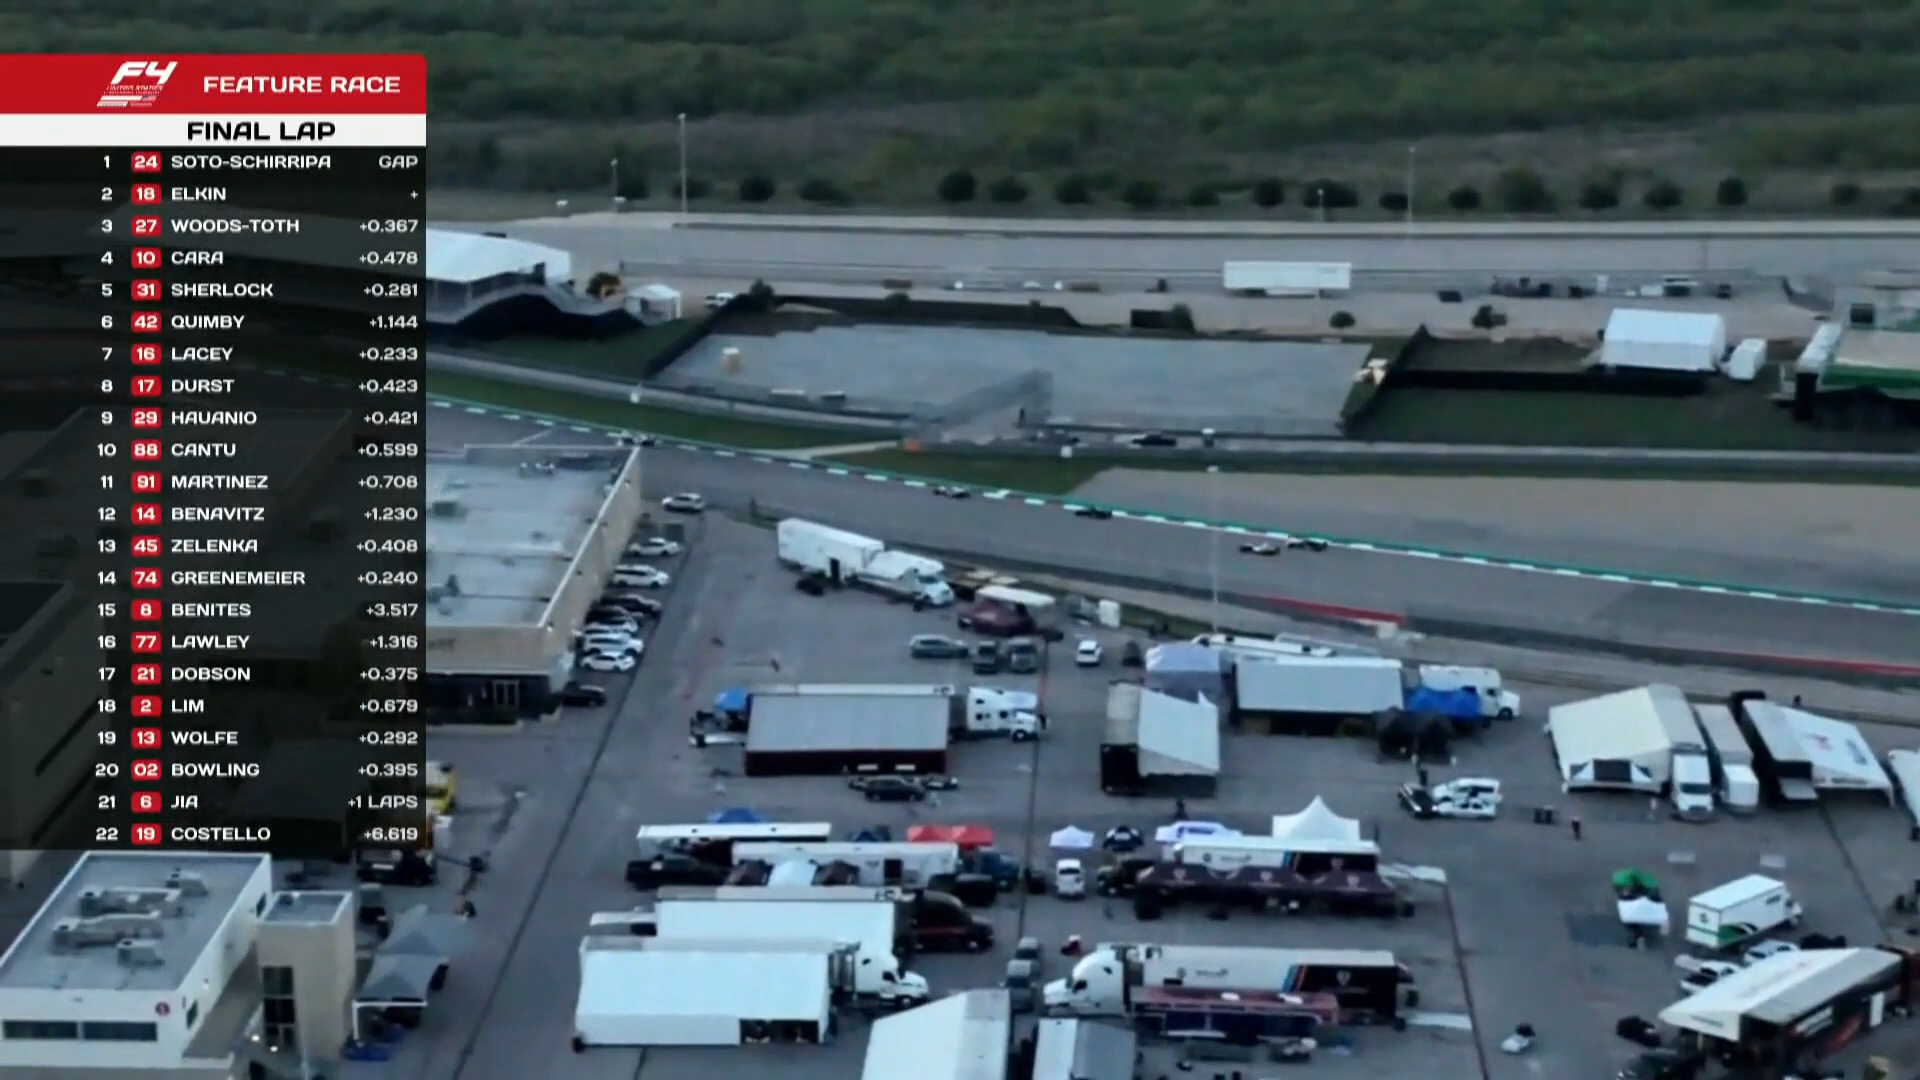 F4
UNITED STATES
FEATURE RACE
FINAL LAP
1 24 SOTO-SCHIRRIPA GAP
2 18 ELKIN +
3 27 WOODS-TOTH +0.367
4 10 CARA +0.478
5 31 SHERLOCK +0.281
6 42 QUIMBY +1.144
7 16 LACEY +0.233
8 17 DURST +0.423
9 29 HAUANIO +0.421
10 88 CANTU +0.599
11 91 MARTINEZ +0.708
12 14 BENAVITZ +1.230
13 45 ZELENKA +0.408
14 74 GREENEMEIER +0.240
15 8 BENITES +3.517
16 77 LAWLEY +1.316
17 21 DOBSON +0.375
18 2 LIM +0.679
19 13 WOLFE +0.292
20 02 BOWLING +0.395
21 6 JIA +1 LAPS
22 19 COSTELLO +6.619